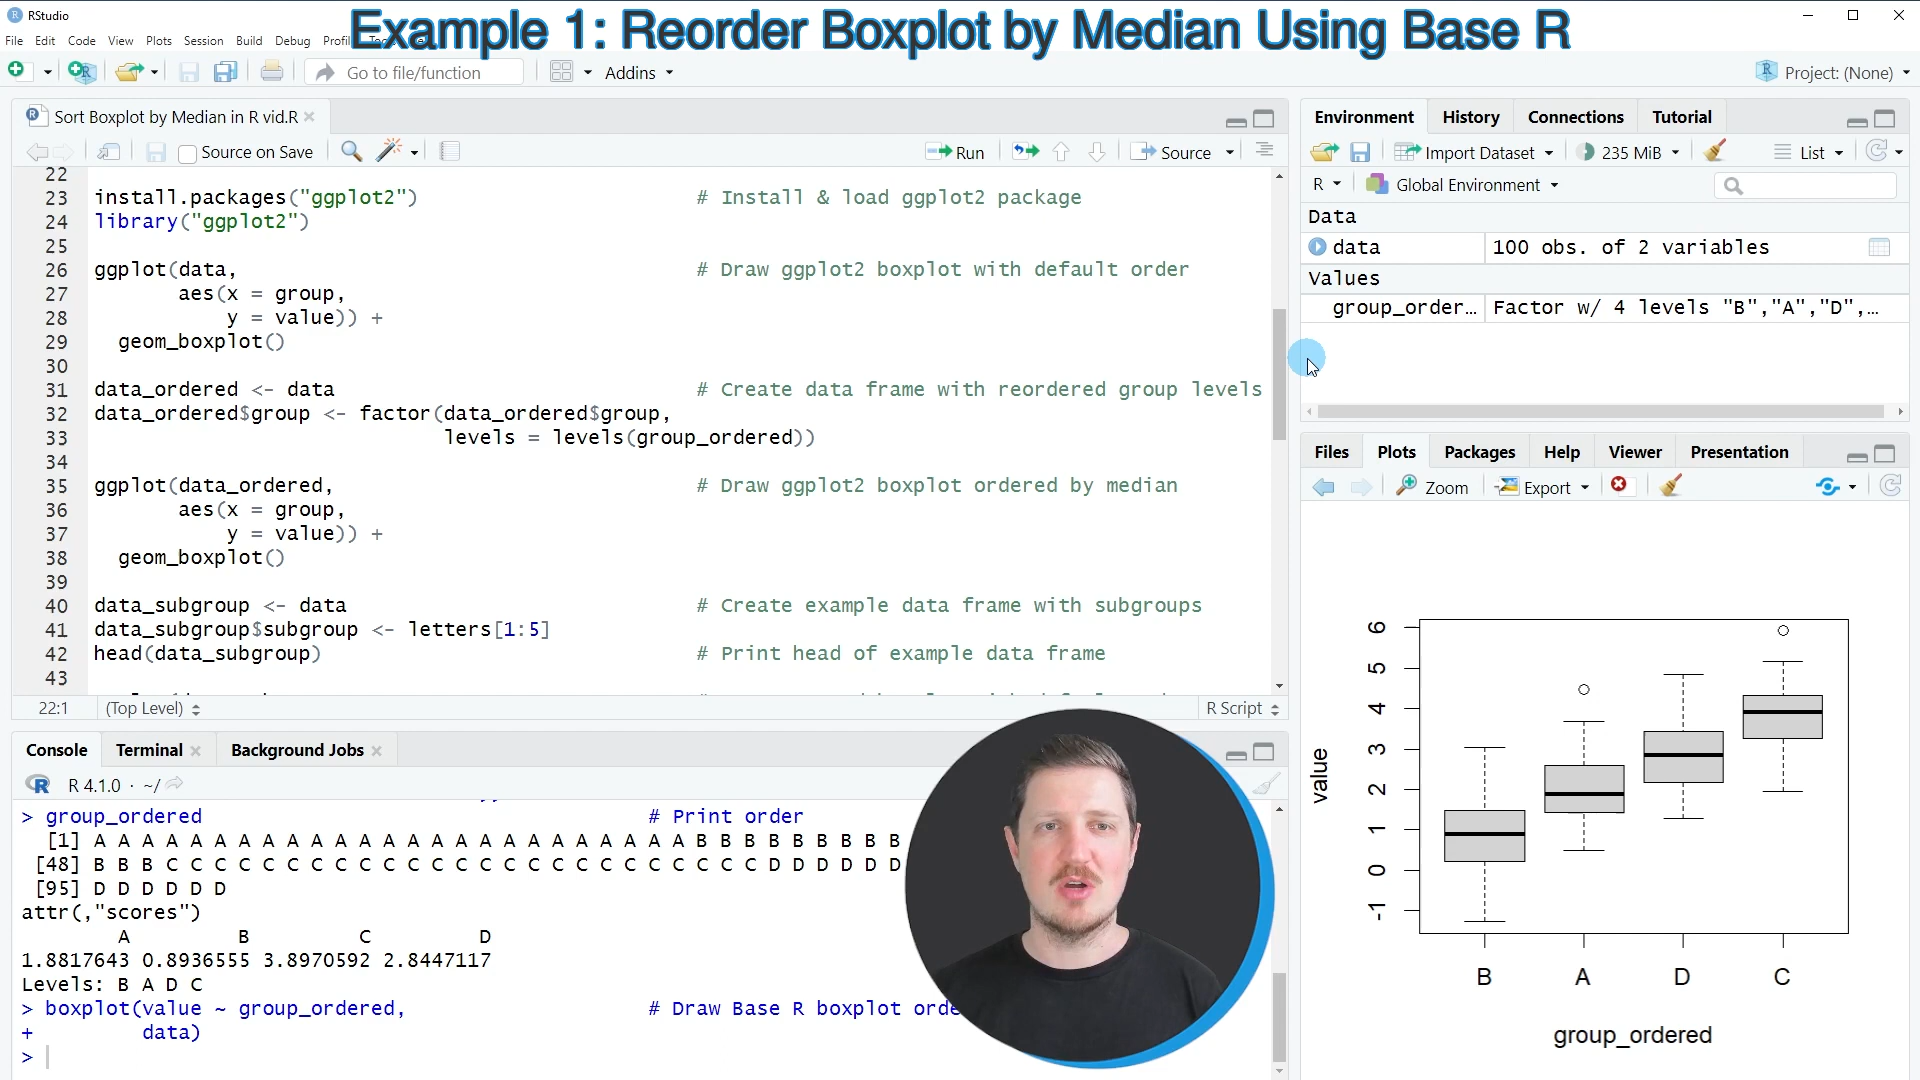 RStudio
Example 1: Reorder Boxplot by Median Using Base R
File Edit Code View Plots Session Build Debug
Go to file/function
Addins
Project: (None)
Sort Boxplot by Median in R vid.R
Source on Save
Run
Source
22
23 install.packages("ggplot2") # Install & load ggplot2 package
24 library("ggplot2")
25
26 ggplot(data, # Draw ggplot2 boxplot with default order
27 aes(x = group,
28 y = value)) +
29 geom_boxplot()
30
31 data_ordered <- data # Create data frame with reordered group levels
32 data_ordered$group <- factor(data_ordered$group,
33 levels = levels(group_ordered))
34
35 ggplot(data_ordered, # Draw ggplot2 boxplot ordered by median
36 aes(x = group,
37 y = value)) +
38 geom_boxplot()
39
40 data_subgroup <- data # Create example data frame with subgroups
41 data_subgroup$subgroup <- letters[1:5]
42 head(data_subgroup) # Print head of example data frame
43
22:1 (Top Level) R Script
Console Terminal Background Jobs
R 4.1.0 · ~/
> group_ordered # Print order
[1] A A A A A A A A A A A A A A A A A A A A A A A A A B B B B B B B B B
[48] B B B C C C C C C C C C C C C C C C C C C C C C C C C C D D D D D D
[95] D D D D D D
attr(,"scores")
A B C D
1.8817643 0.8936555 3.8970592 2.8447117
Levels: B A D C
> boxplot(value ~ group_ordered, # Draw Base R boxplot orde
+ data)
>
Environment History Connections Tutorial
Import Dataset 235 MiB List
R Global Environment
Data
data 100 obs. of 2 variables
Values
group_order… Factor w/ 4 levels "B","A","D",…
Files Plots Packages Help Viewer Presentation
Zoom Export
6
5
4
3
2
1
0
-1
value
B A D C
group_ordered